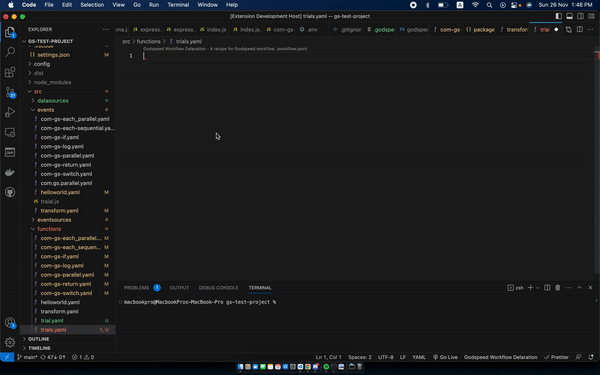 Code File Edit Selection View Go Run Terminal Window Help
Sun 26 Nov 1:46 PM
[Extension Development Host] trials.yaml — gs-test-project
EXPLORER
GS-TEST-PROJECT
settings.json M
config
dist
node_modules
src
datasources
events
com-gs-each_parallel.yaml
com-gs-each-sequential.ya...
com-gs-if.yaml
com-gs-log.yaml
com-gs-parallel.yaml
com-gs-return.yaml
com-gs-switch.yaml
com.gs.parallel.yaml
helloworld.yaml M
traiel.js
transform.yaml M
eventsources
functions
com-gs-each_parallel... M
com-gs-each_sequen... M
com-gs-if.yaml M
com-gs-log.yaml M
com-gs-parallel.yaml M
com-gs-return.yaml M
com-gs-switch.yaml M
helloworld.yaml
transform.yaml
trial.yaml U
trials.yaml 1, U
OUTLINE
TIMELINE
express. express. index.js index.js. com-gs .env .gitignor .godspe godspee com-gs- {} package transfor trial
src > functions > trials.yaml
Godspeed Workflow Delaration - A recipe for Godspeed workflow. (workflow.json)
1
PROBLEMS 1 OUTPUT DEBUG CONSOLE TERMINAL
zsh
macbookpro@MacbookPros-MacBook-Pro gs-test-project %
main* 47↓ 0↑ 1 0
Ln 1, Col 1 Spaces: 2 UTF-8 LF YAML Go Live Godspeed Workflow Delaration Prettier